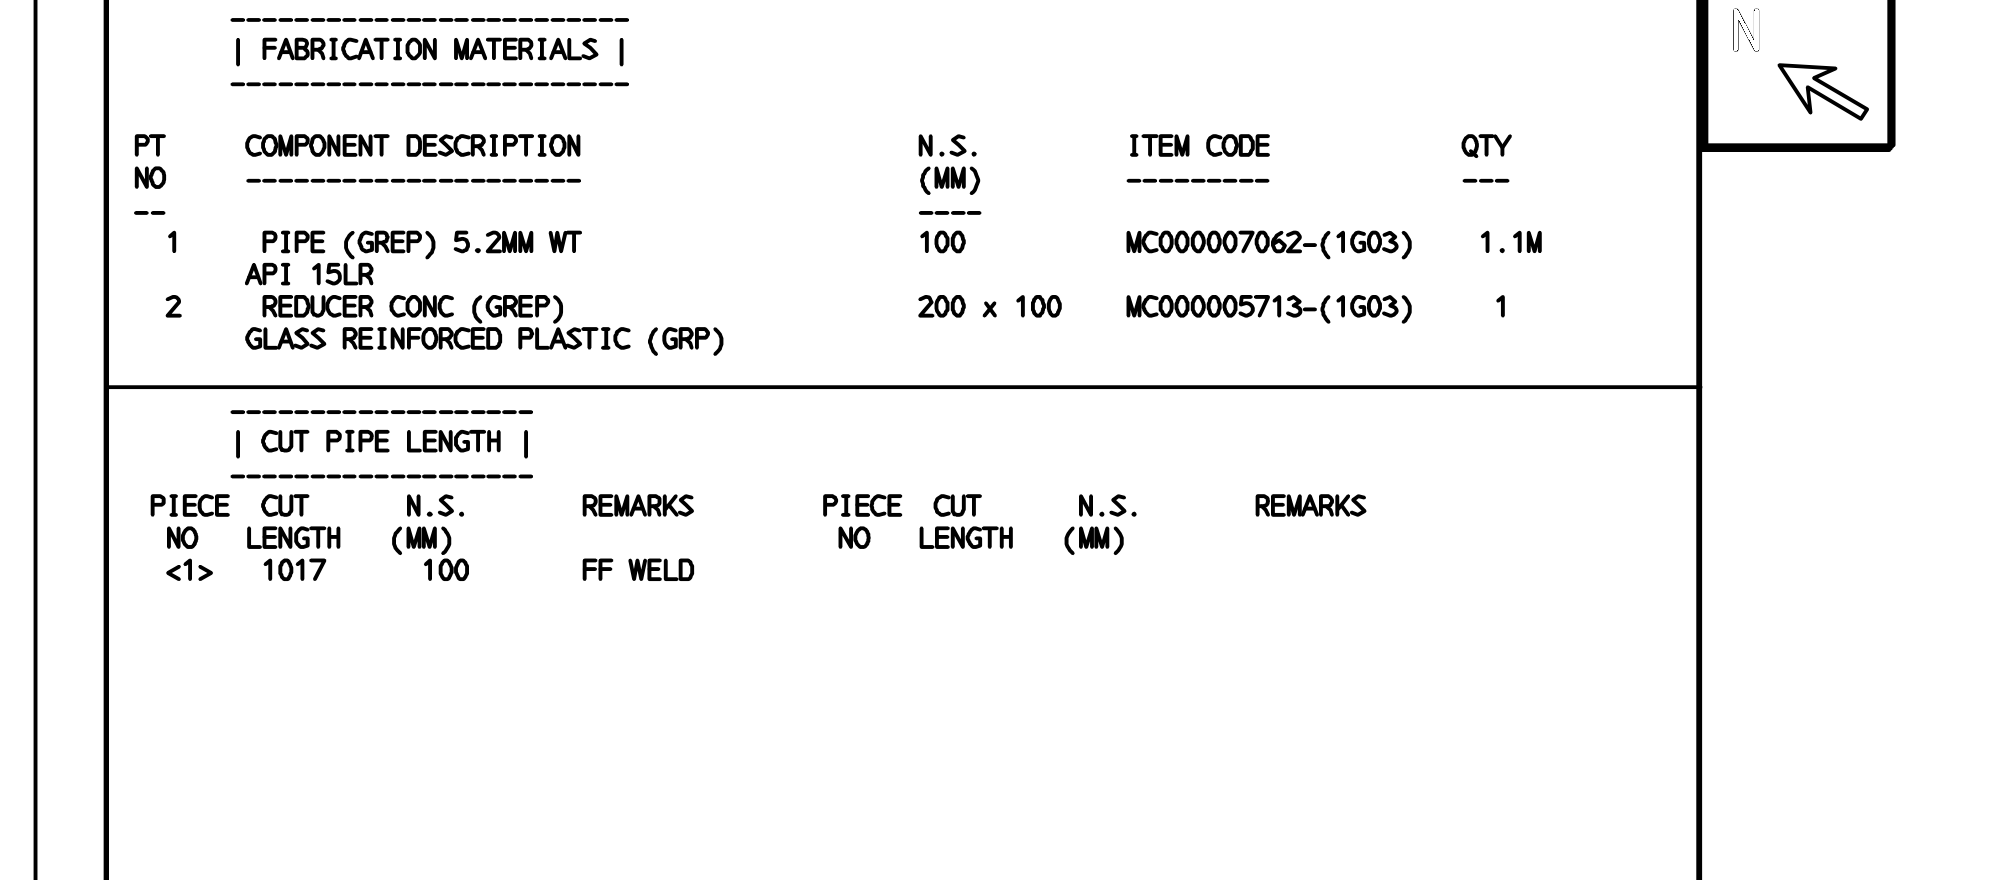 | FABRICATION MATERIALS |
N
PT COMPONENT DESCRIPTION N.S. ITEM CODE QTY
NO (MM)
1 PIPE (GREP) 5.2MM WT 100 MC000007062-(1G03) 1.1M
API 15LR
2 REDUCER CONC (GREP) 200 x 100 MC000005713-(1G03) 1
GLASS REINFORCED PLASTIC (GRP)
| CUT PIPE LENGTH |
PIECE CUT N.S. REMARKS PIECE CUT N.S. REMARKS
NO LENGTH (MM) NO LENGTH (MM)
<1> 1017 100 FF WELD